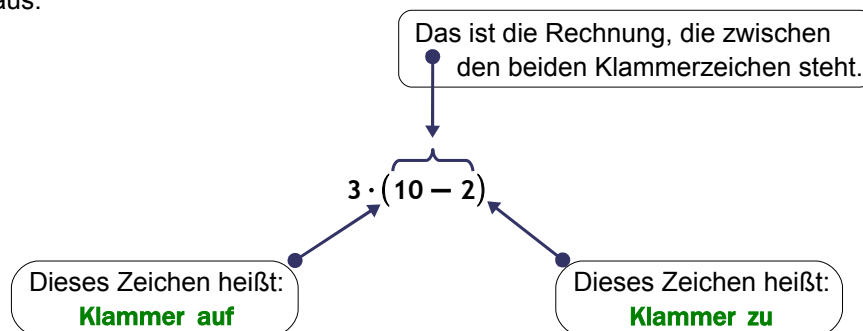 aus:
Das ist die Rechnung, die zwischen
den beiden Klammerzeichen steht.
3 · (10 − 2)
Dieses Zeichen heißt:
Klammer auf
Dieses Zeichen heißt:
Klammer zu